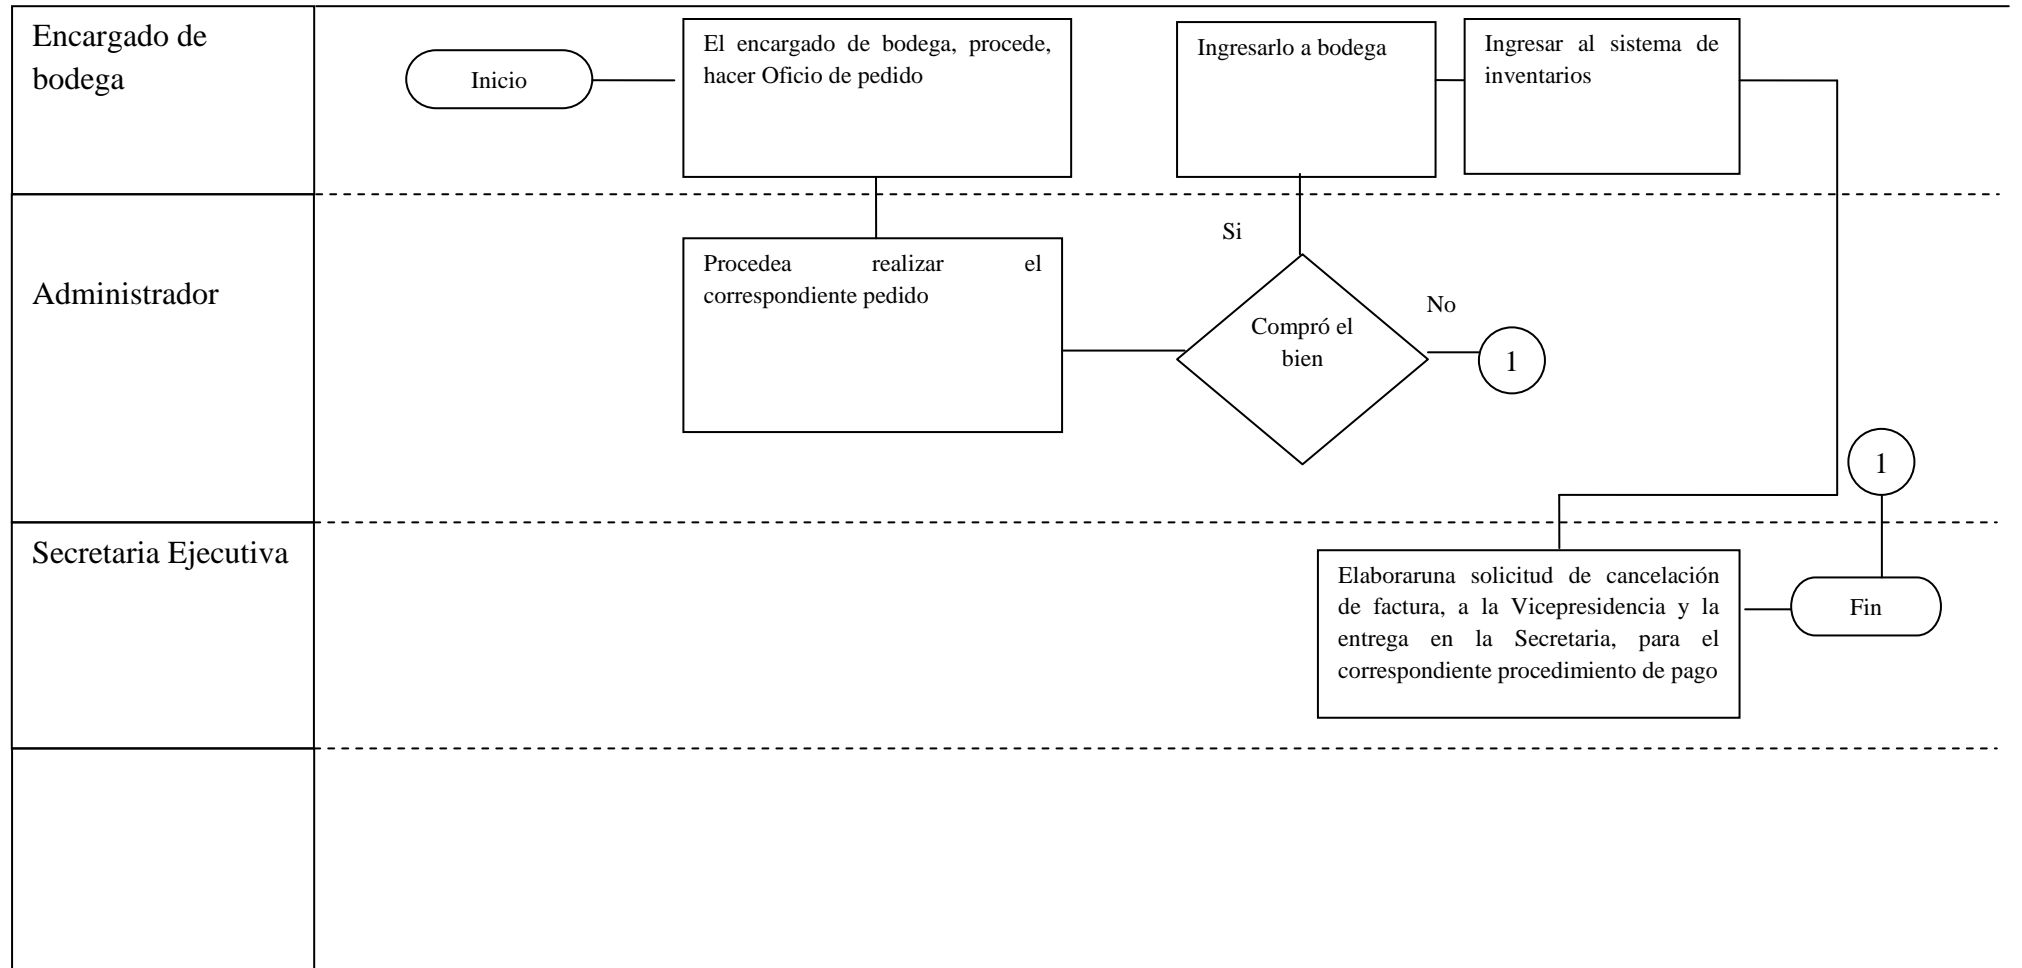 Encargado de
bodega
Inicio
El encargado de bodega, procede,
hacer Oficio de pedido
Ingresarlo a bodega
Ingresar al sistema de
inventarios
Administrador
Procedea realizar el
correspondiente pedido
Si
Compró el
bien
No
1
1
Secretaria Ejecutiva
Elaboraruna solicitud de cancelación
de factura, a la Vicepresidencia y la
entrega en la Secretaria, para el
correspondiente procedimiento de pago
Fin